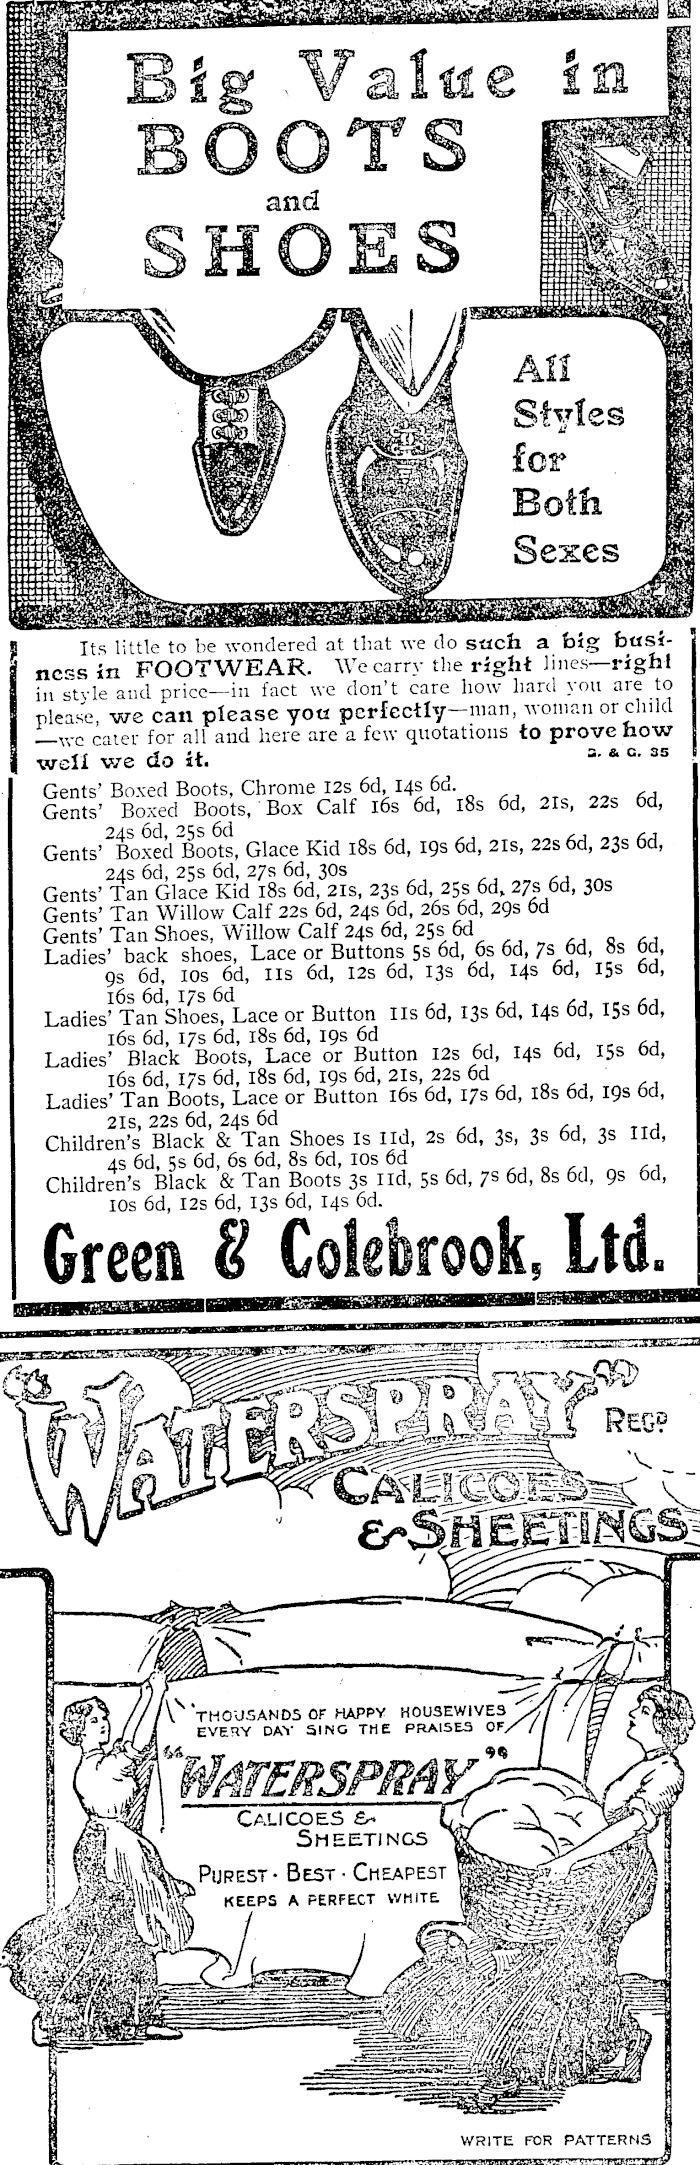 Big Value in
BOOTS
and
SHOES
All
Styles
for
Both
Sexes
Its little to be wondered at that we do such a big busi-
ness in FOOTWEAR. We carry the right lines—right
in style and price—in fact we don't care how hard you are to
please, we can please you perfectly—man, woman or child
—we cater for all and here are a few quotations to prove how
well we do it. G. & C. 35
Gents' Boxed Boots, Chrome 12s 6d, 14s 6d.
Gents' Boxed Boots, Box Calf 16s 6d, 18s 6d, 21s, 22s 6d,
24s 6d, 25s 6d
Gents' Boxed Boots, Glace Kid 18s 6d, 19s 6d, 21s, 22s 6d, 23s 6d,
24s 6d, 25s 6d, 27s 6d, 30s
Gents' Tan Glace Kid 18s 6d, 21s, 23s 6d, 25s 6d, 27s 6d, 30s
Gents' Tan Willow Calf 22s 6d, 24s 6d, 26s 6d, 29s 6d
Gents' Tan Shoes, Willow Calf 24s 6d, 25s 6d
Ladies' back shoes, Lace or Buttons 5s 6d, 6s 6d, 7s 6d, 8s 6d,
9s 6d, 10s 6d, 11s 6d, 12s 6d, 13s 6d, 14s 6d, 15s 6d,
16s 6d, 17s 6d
Ladies' Tan Shoes, Lace or Button 11s 6d, 13s 6d, 14s 6d, 15s 6d,
16s 6d, 17s 6d, 18s 6d, 19s 6d
Ladies' Black Boots, Lace or Button 12s 6d, 14s 6d, 15s 6d,
16s 6d, 17s 6d, 18s 6d, 19s 6d, 21s, 22s 6d
Ladies' Tan Boots, Lace or Button 16s 6d, 17s 6d, 18s 6d, 19s 6d,
21s, 22s 6d, 24s 6d
Children's Black & Tan Shoes 1s 11d, 2s 6d, 3s, 3s 6d, 3s 11d,
4s 6d, 5s 6d, 6s 6d, 8s 6d, 10s 6d
Children's Black & Tan Boots 3s 11d, 5s 6d, 7s 6d, 8s 6d, 9s 6d,
10s 6d, 12s 6d, 13s 6d, 14s 6d.
Green & Colebrook, Ltd.
"WATERSPRAY" REGD
CALICOES
& SHEETINGS
THOUSANDS OF HAPPY HOUSEWIVES
EVERY DAY SING THE PRAISES OF
"WATERSPRAY"
CALICOES &
SHEETINGS
PUREST · BEST · CHEAPEST
KEEPS A PERFECT WHITE
WRITE FOR PATTERNS